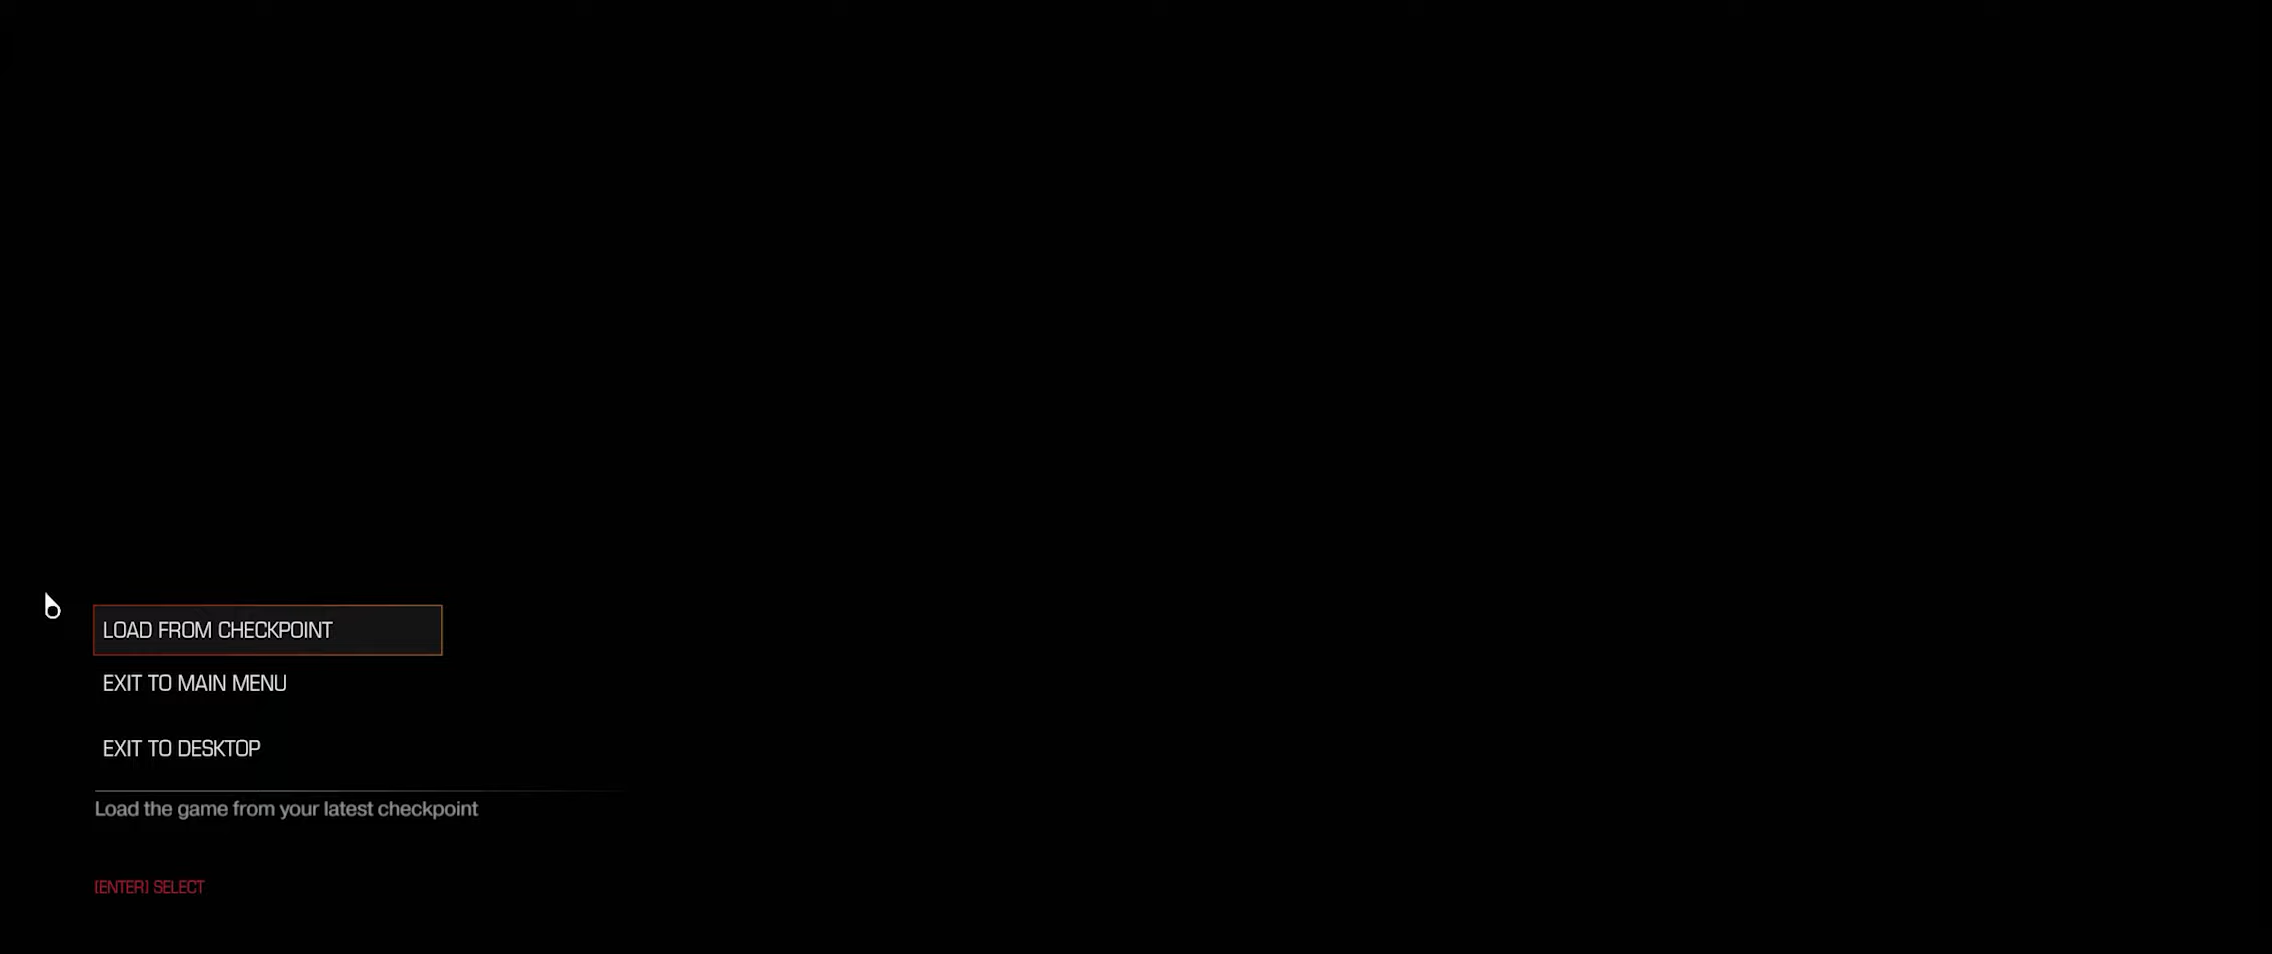 LOAD FROM CHECKPOINT
EXIT TO MAIN MENU
EXIT TO DESKTOP
Load the game from your latest checkpoint
[ENTER] SELECT